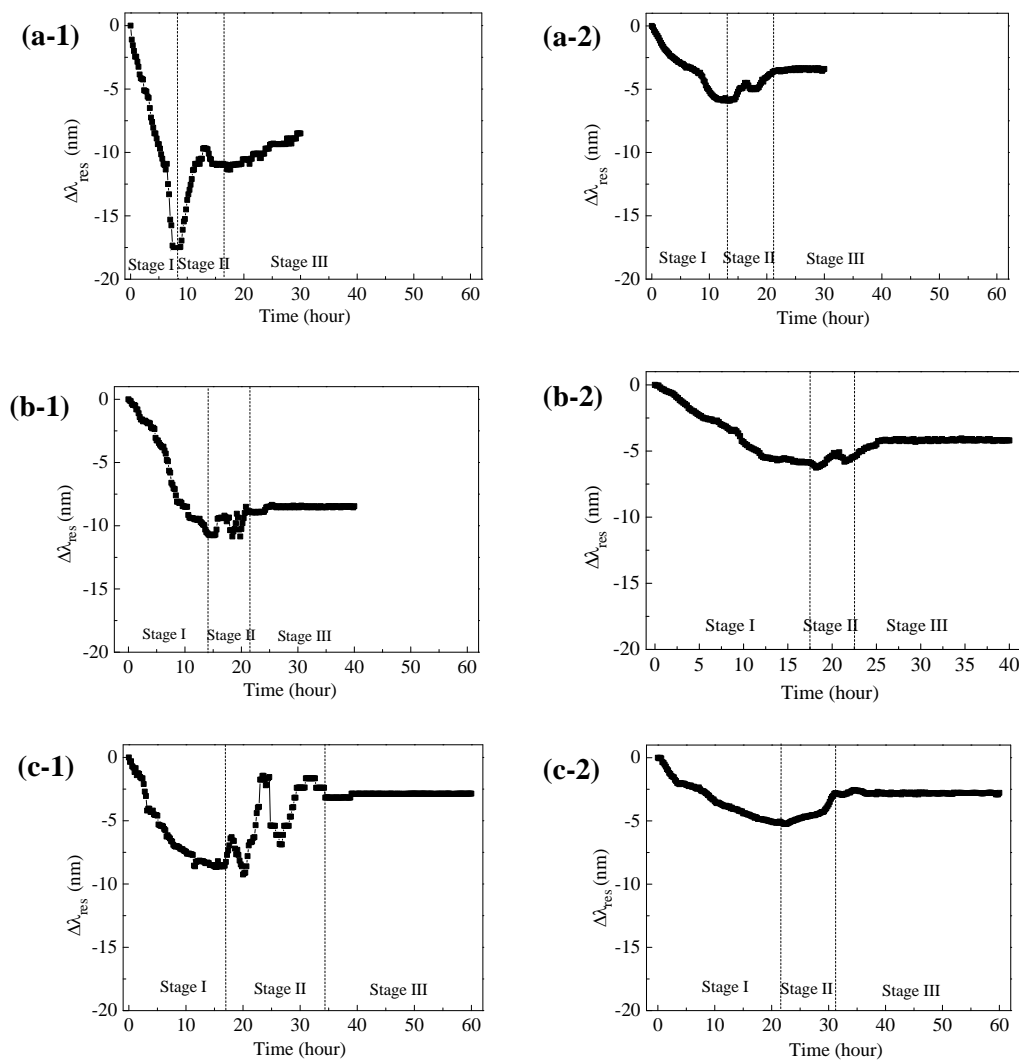 (a-1)
0
-5
-10
-15
-20
Δλres (nm)
Stage I
Stage II
Stage III
0 10 20 30 40 50 60
Time (hour)
(a-2)
0
-5
-10
-15
-20
Δλres (nm)
Stage I
Stage II
Stage III
0 10 20 30 40 50 60
Time (hour)
(b-1)
0
-5
-10
-15
-20
Δλres (nm)
Stage I
Stage II
Stage III
0 10 20 30 40 50 60
Time (hour)
(b-2)
0
-5
-10
-15
-20
Δλres (nm)
Stage I
Stage II
Stage III
0 5 10 15 20 25 30 35 40
Time (hour)
(c-1)
0
-5
-10
-15
-20
Δλres (nm)
Stage I
Stage II
Stage III
0 10 20 30 40 50 60
Time (hour)
(c-2)
0
-5
-10
-15
-20
Δλres (nm)
Stage I
Stage II
Stage III
0 10 20 30 40 50 60
Time (hour)